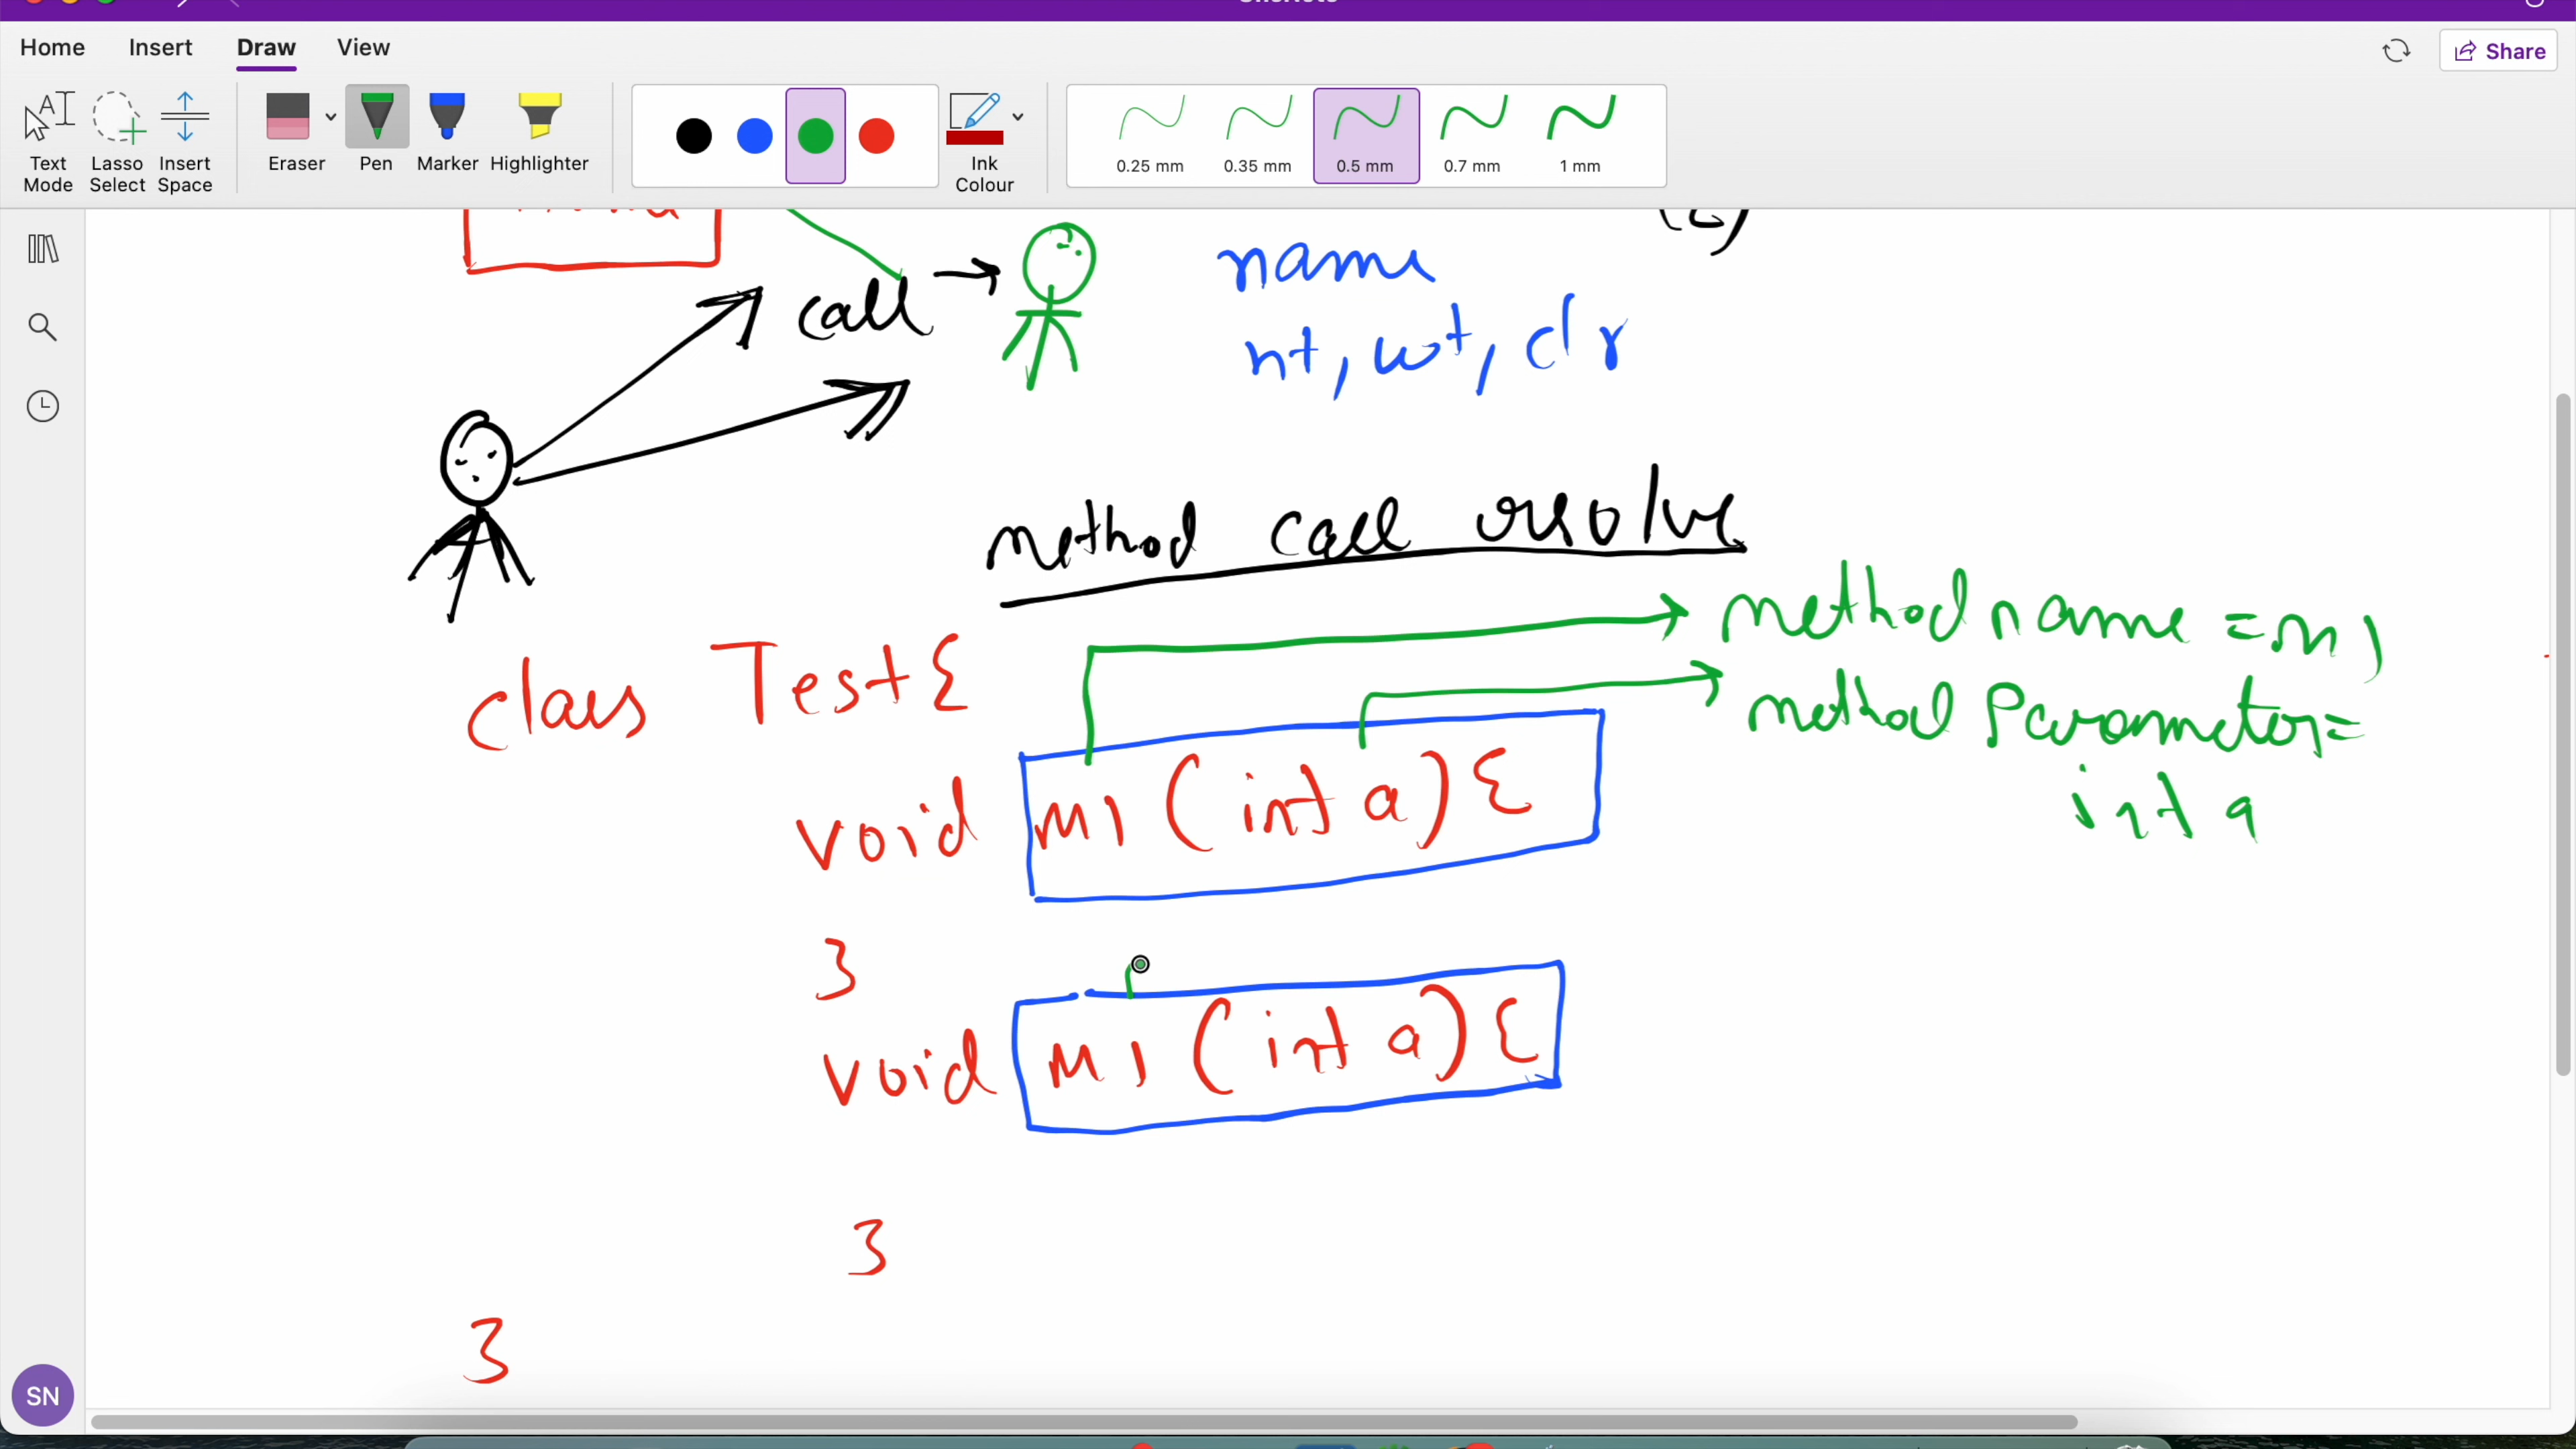 Home Insert Draw View
Share
Text Mode
Lasso Select
Insert Space
Eraser
Pen
Marker
Highlighter
Ink Colour
0.25 mm
0.35 mm
0.5 mm
0.7 mm
1 mm
name
call
ht, wt, clr
method call resolve
method name = m1
class Test {
method Parameter =
void m1 ( int a) {
int a
}
void m1 ( int a) {
}
}
SN